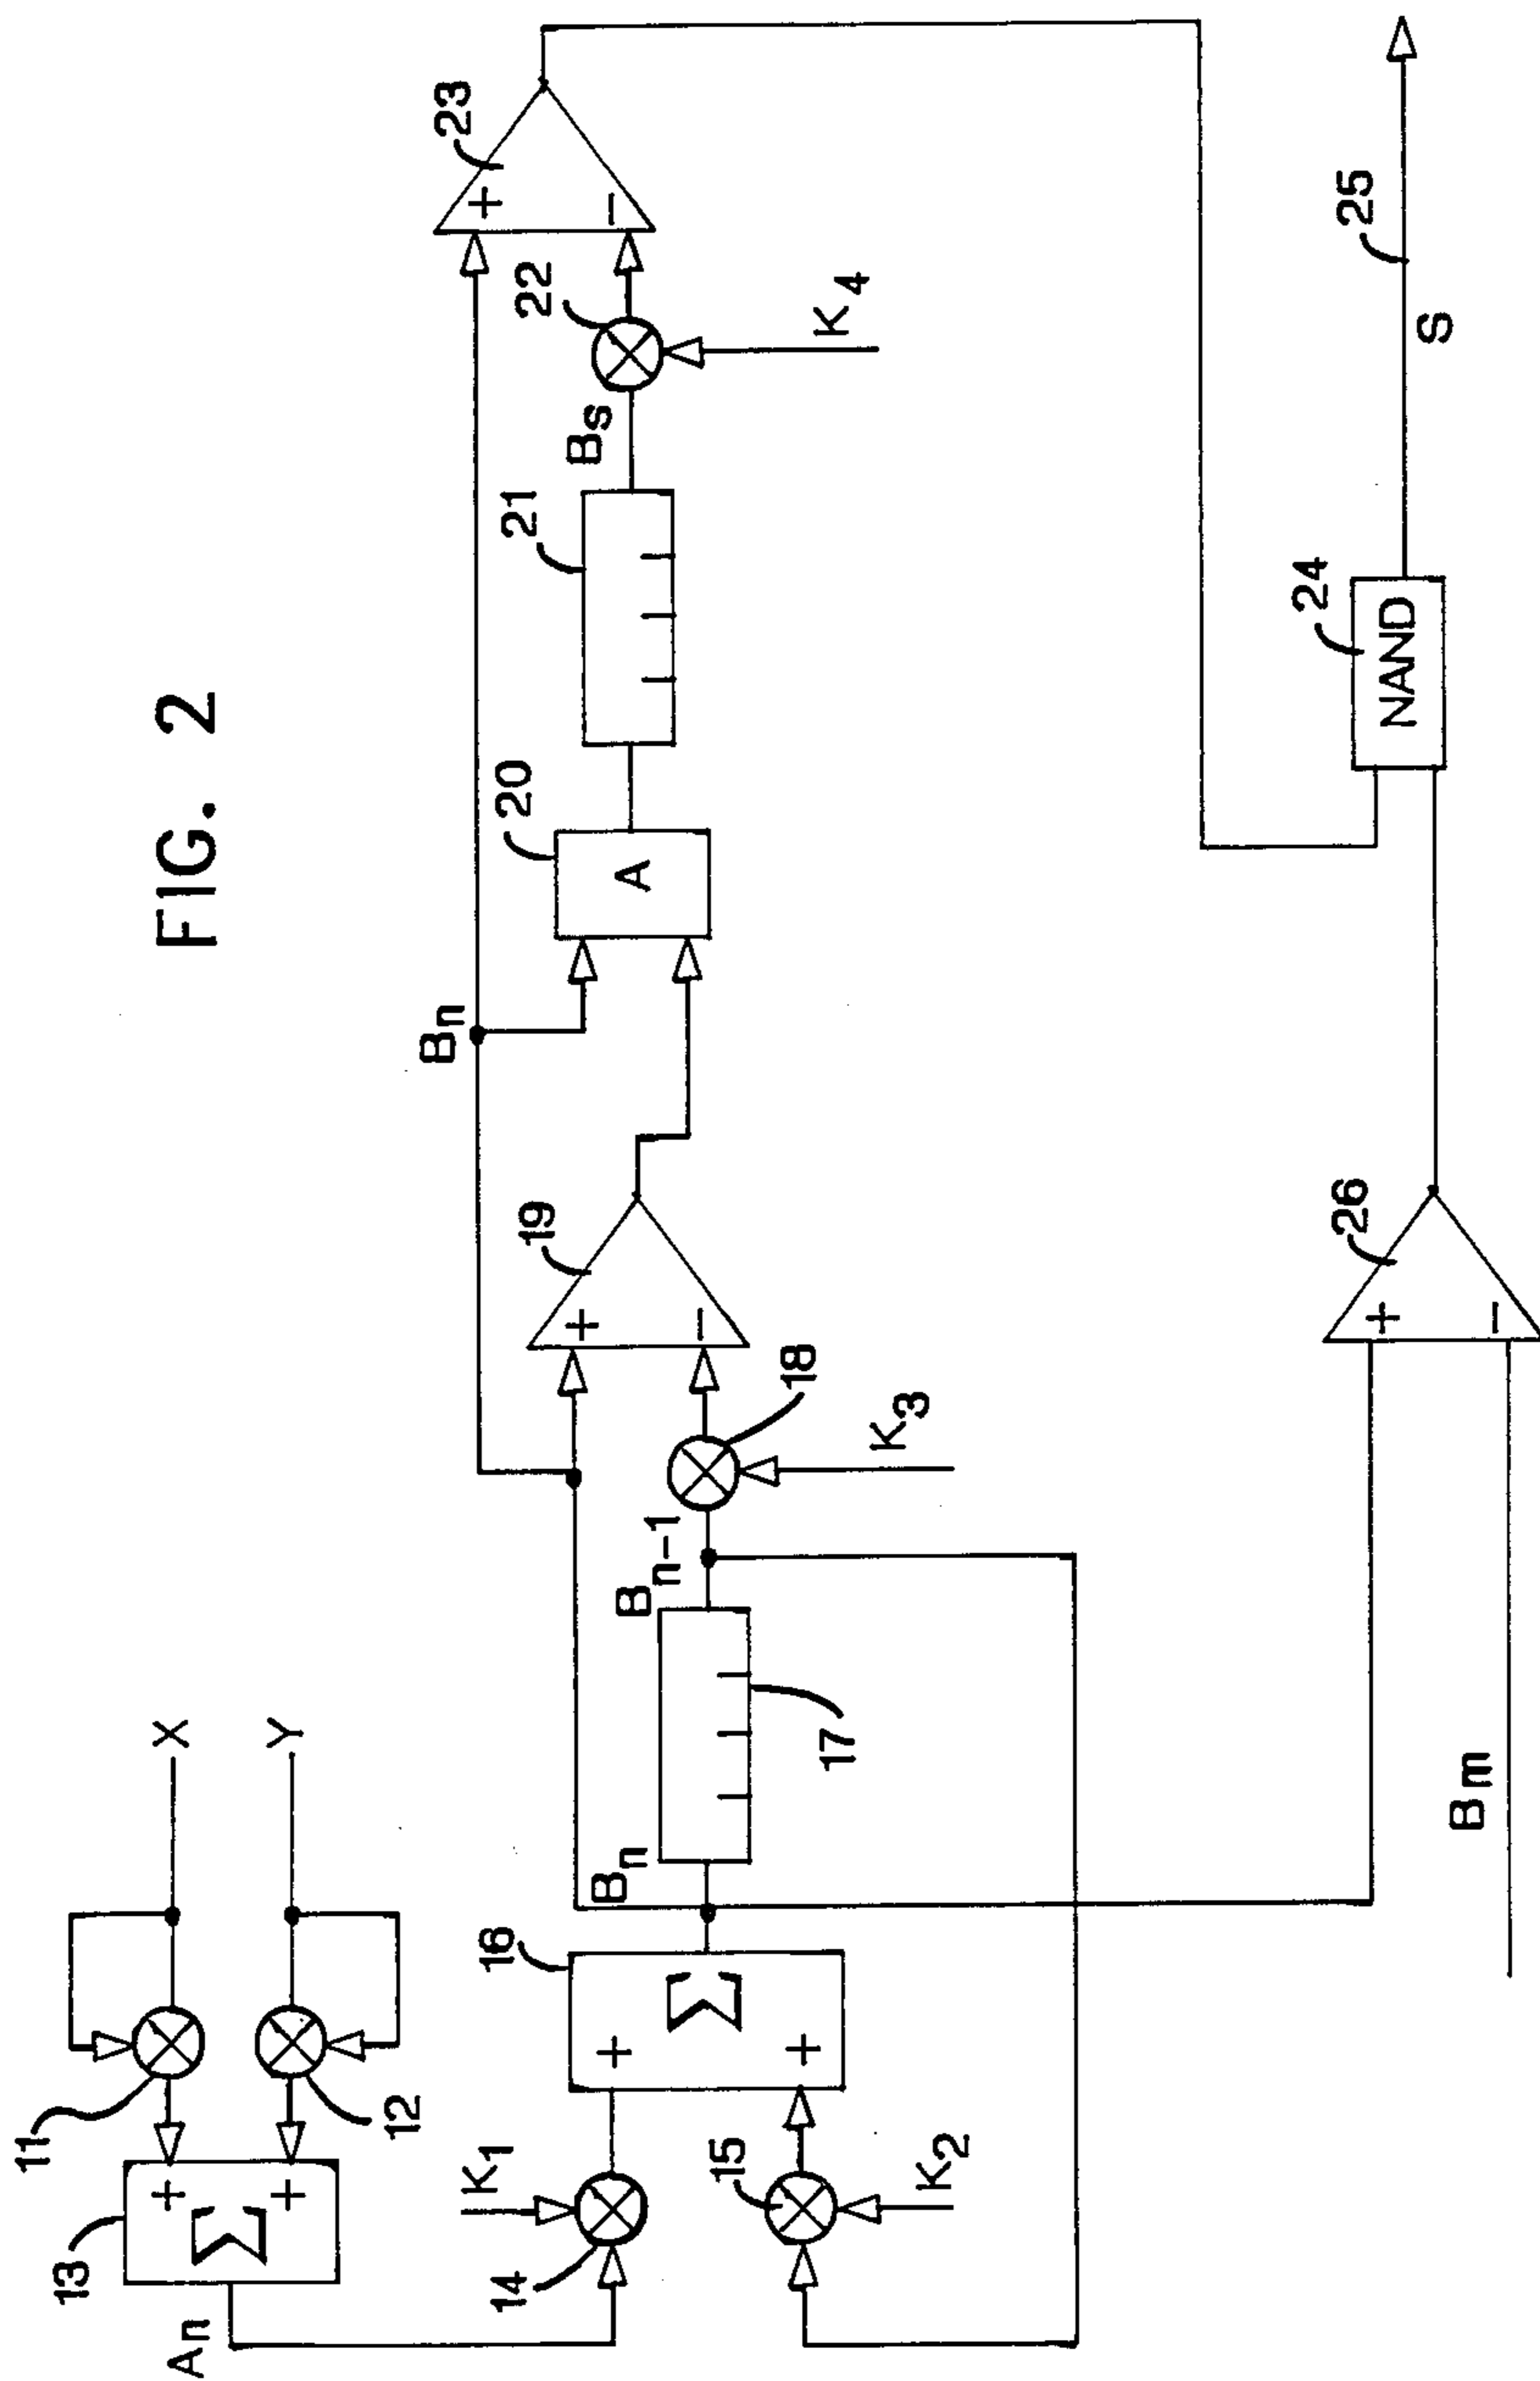 FIG. 2
11
X
13
+
Σ
+
12
Y
An
K1
14
16
+
Σ
+
15
K2
Bn
17
Bn-1
18
K3
19
+
−
Bn
20
A
21
Bs
22
K4
23
+
−
Bm
26
+
−
24
NAND
25
S